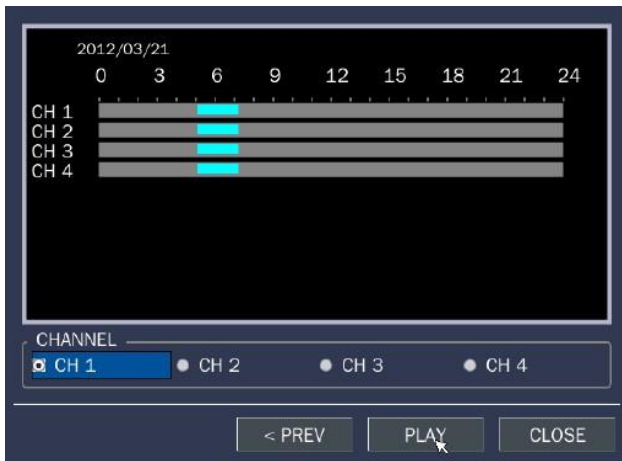 2012/03/21
0 3 6 9 12 15 18 21 24
CH 1
CH 2
CH 3
CH 4
CHANNEL
CH 1 CH 2 CH 3 CH 4
< PREV PLAY CLOSE